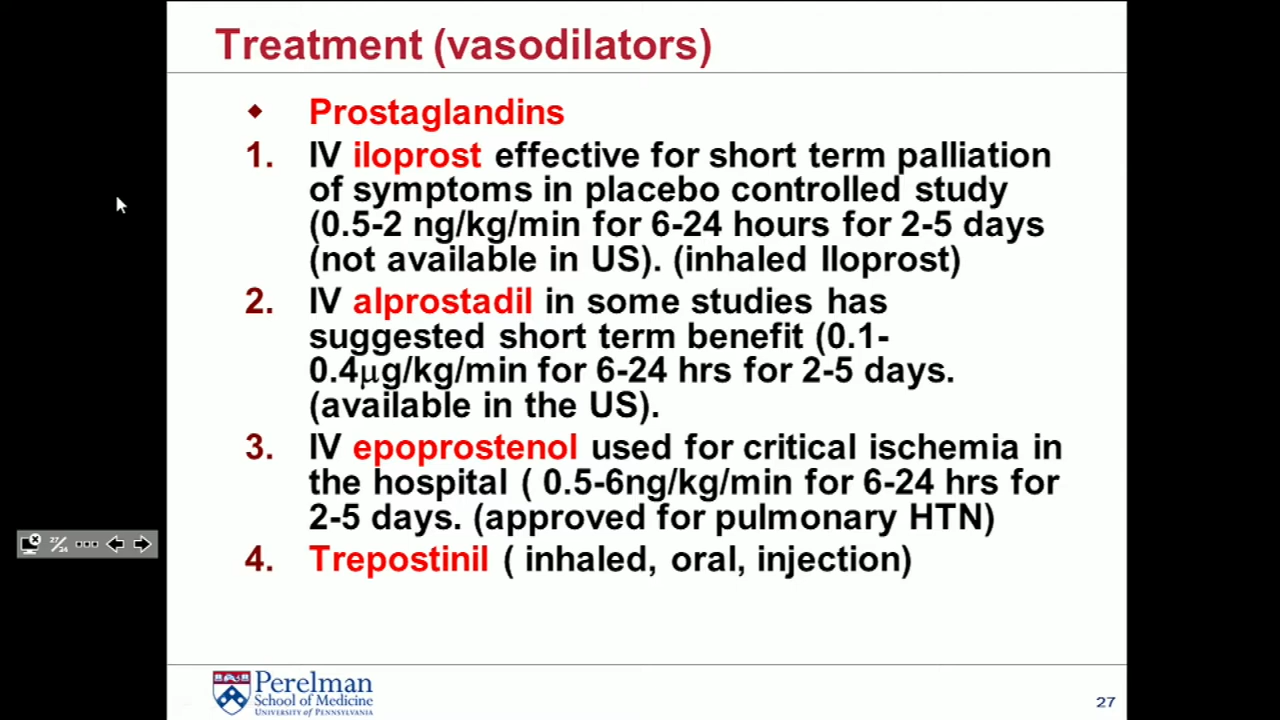 Treatment (vasodilators)
◆ Prostaglandins
1. IV iloprost effective for short term palliation
of symptoms in placebo controlled study
(0.5-2 ng/kg/min for 6-24 hours for 2-5 days
(not available in US). (inhaled Iloprost)
2. IV alprostadil in some studies has
suggested short term benefit (0.1-
0.4μg/kg/min for 6-24 hrs for 2-5 days.
(available in the US).
3. IV epoprostenol used for critical ischemia in
the hospital ( 0.5-6ng/kg/min for 6-24 hrs for
2-5 days. (approved for pulmonary HTN)
4. Trepostinil ( inhaled, oral, injection)
27/34
Perelman
School of Medicine
UNIVERSITY of PENNSYLVANIA
27